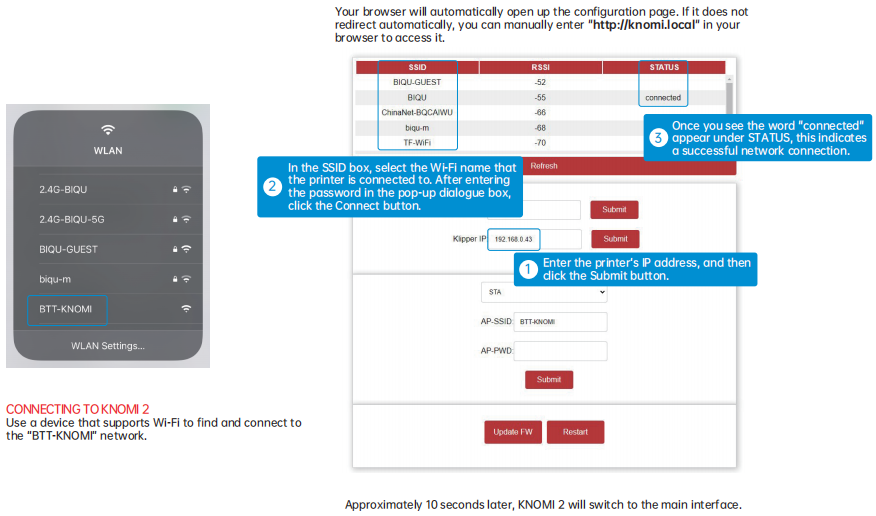 Your browser will automatically open up the configuration page. If it does not
redirect automatically, you can manually enter "http://knomi.local" in your
browser to access it.
WLAN
2.4G-BIQU
2.4G-BIQU-5G
BIQU-GUEST
biqu-m
BTT-KNOMI
WLAN Settings...
CONNECTING TO KNOMI 2
Use a device that supports Wi-Fi to find and connect to
the "BTT-KNOMI" network.
SSID RSSI STATUS
BIQU-GUEST -52
BIQU -55 connected
ChinaNet-BQCAIWU -66
biqu-m -68
TF-WiFi -70
3 Once you see the word "connected"
appear under STATUS, this indicates
a successful network connection.
Refresh
2 In the SSID box, select the Wi-Fi name that
the printer is connected to. After entering
the password in the pop-up dialogue box,
click the Connect button.
Submit
Klipper IP 192.168.0.43 Submit
1 Enter the printer's IP address, and then
click the Submit button.
STA
AP-SSID: BTT-KNOMI
AP-PWD:
Submit
Update FW Restart
Approximately 10 seconds later, KNOMI 2 will switch to the main interface.